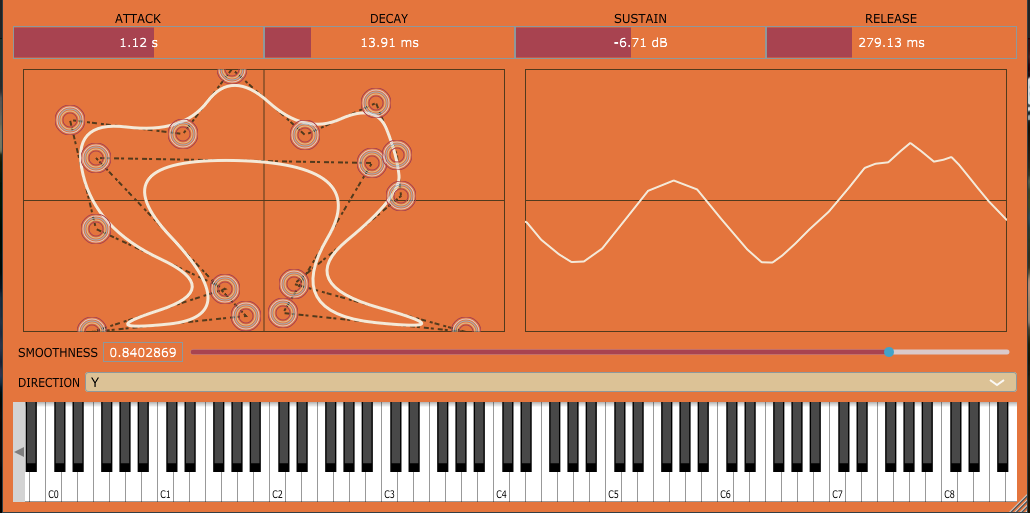 ATTACK DECAY SUSTAIN RELEASE
1.12 s 13.91 ms -6.71 dB 279.13 ms
SMOOTHNESS 0.8402869
DIRECTION Y
C0 C1 C2 C3 C4 C5 C6 C7 C8